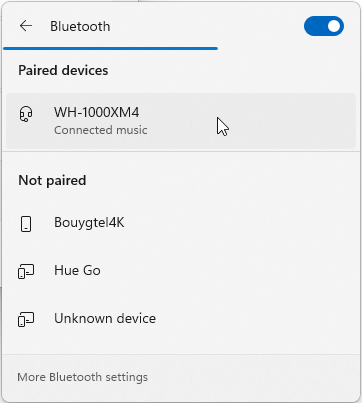 Bluetooth
Paired devices
WH-1000XM4
Connected music
Not paired
Bouygtel4K
Hue Go
Unknown device
More Bluetooth settings